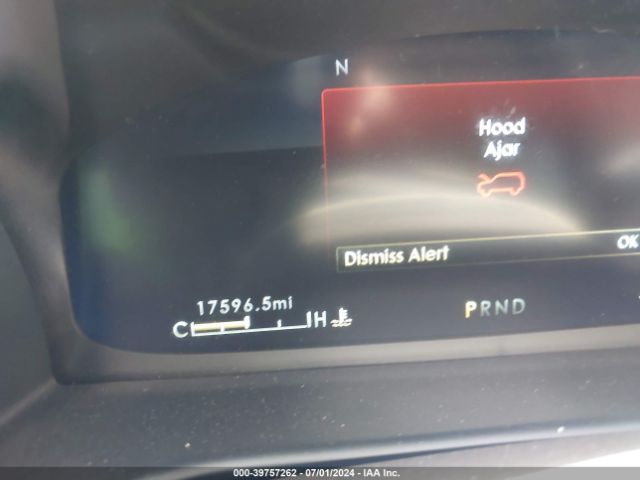 N
Hood
Ajar
Dismiss Alert OK
17596.5mi
C H
PRND
000-39757262 - 07/01/2024 - IAA Inc.